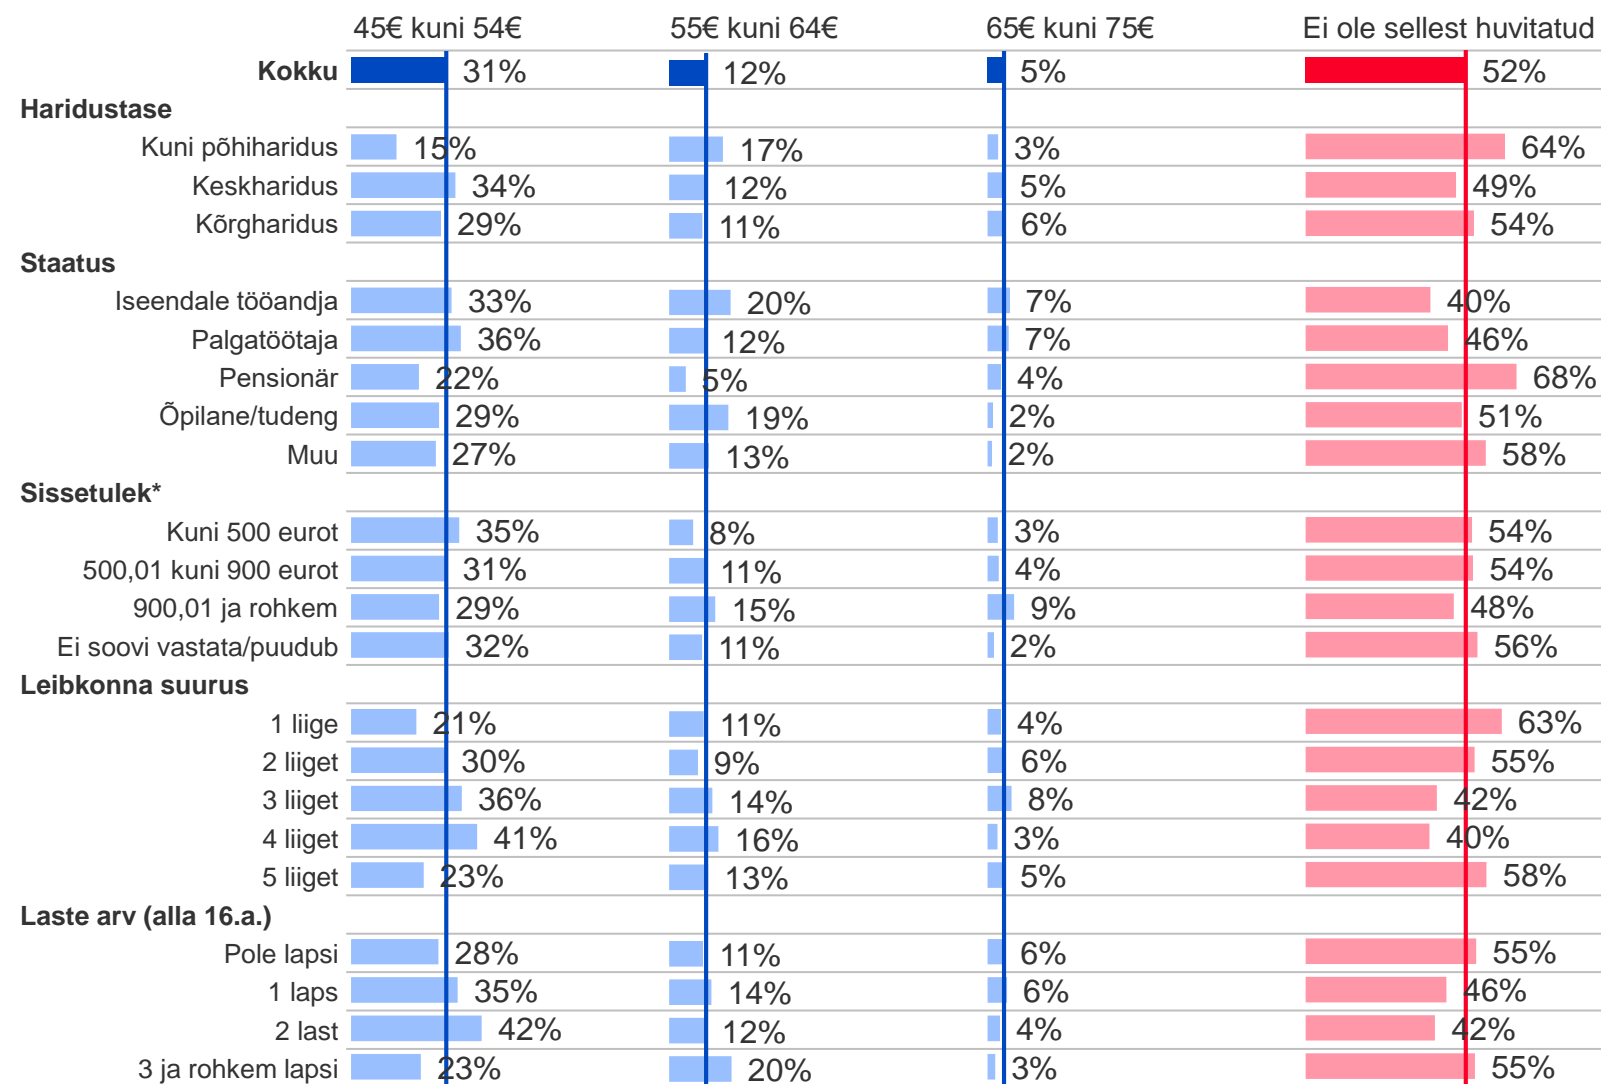 45€ kuni 54€ 55€ kuni 64€ 65€ kuni 75€ Ei ole sellest huvitatud
Kokku 31% 12% 5% 52%
Haridustase
Kuni põhiharidus 15% 17% 3% 64%
Keskharidus 34% 12% 5% 49%
Kõrgharidus 29% 11% 6% 54%
Staatus
Iseendale tööandja 33% 20% 7% 40%
Palgatöötaja 36% 12% 7% 46%
Pensionär 22% 5% 4% 68%
Õpilane/tudeng 29% 19% 2% 51%
Muu 27% 13% 2% 58%
Sissetulek*
Kuni 500 eurot 35% 8% 3% 54%
500,01 kuni 900 eurot 31% 11% 4% 54%
900,01 ja rohkem 29% 15% 9% 48%
Ei soovi vastata/puudub 32% 11% 2% 56%
Leibkonna suurus
1 liige 21% 11% 4% 63%
2 liiget 30% 9% 6% 55%
3 liiget 36% 14% 8% 42%
4 liiget 41% 16% 3% 40%
5 liiget 23% 13% 5% 58%
Laste arv (alla 16.a.)
Pole lapsi 28% 11% 6% 55%
1 laps 35% 14% 6% 46%
2 last 42% 12% 4% 42%
3 ja rohkem lapsi 23% 20% 3% 55%